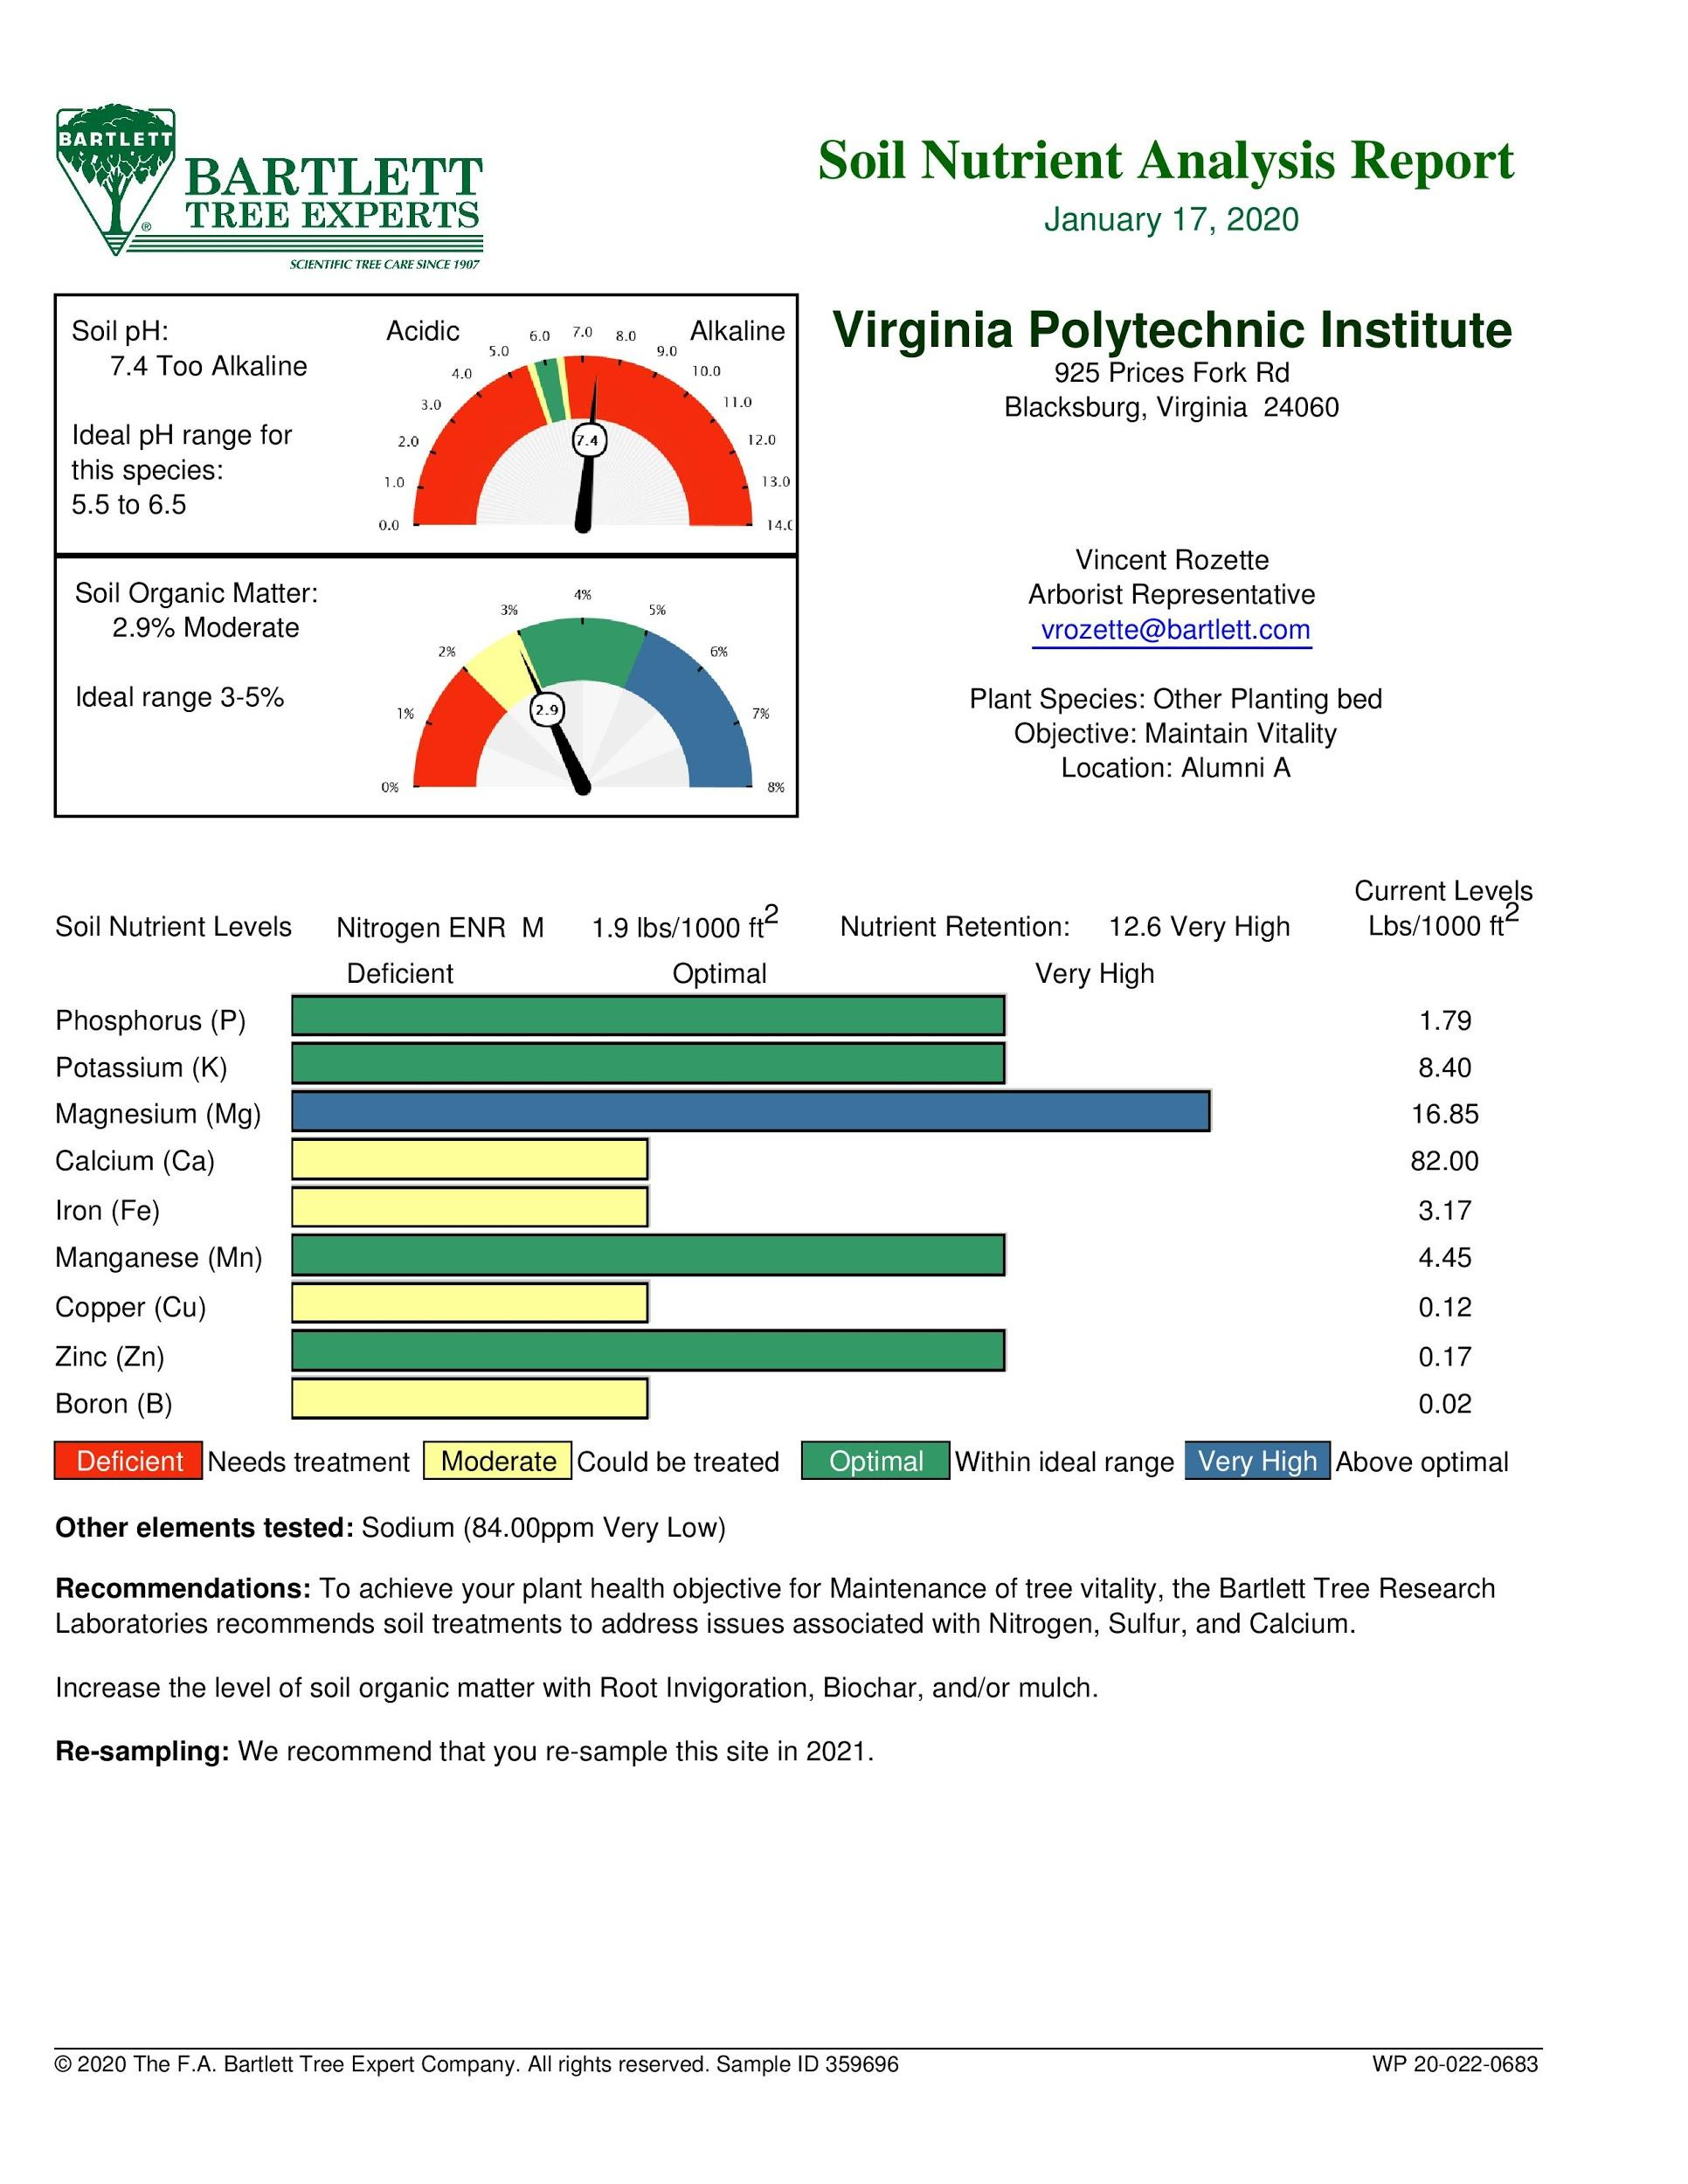 BARTLETT
BARTLETT
TREE EXPERTS
®
SCIENTIFIC TREE CARE SINCE 1907
Soil Nutrient Analysis Report
January 17, 2020
Soil pH:
7.4 Too Alkaline
Ideal pH range for
this species:
5.5 to 6.5
Acidic
Alkaline
0.0
1.0
2.0
3.0
4.0
5.0
6.0
7.0
8.0
9.0
10.0
11.0
12.0
13.0
14.0
7.4
Virginia Polytechnic Institute
925 Prices Fork Rd
Blacksburg, Virginia 24060
Soil Organic Matter:
2.9% Moderate
Ideal range 3-5%
0%
1%
2%
3%
4%
5%
6%
7%
8%
2.9
Vincent Rozette
Arborist Representative
vrozette@bartlett.com
Plant Species: Other Planting bed
Objective: Maintain Vitality
Location: Alumni A
Soil Nutrient Levels Nitrogen ENR M 1.9 lbs/1000 ft2 Nutrient Retention: 12.6 Very High
Current Levels
Lbs/1000 ft2
Deficient Optimal Very High
Phosphorus (P) 1.79
Potassium (K) 8.40
Magnesium (Mg) 16.85
Calcium (Ca) 82.00
Iron (Fe) 3.17
Manganese (Mn) 4.45
Copper (Cu) 0.12
Zinc (Zn) 0.17
Boron (B) 0.02
Deficient Needs treatment Moderate Could be treated Optimal Within ideal range Very High Above optimal
Other elements tested: Sodium (84.00ppm Very Low)
Recommendations: To achieve your plant health objective for Maintenance of tree vitality, the Bartlett Tree Research
Laboratories recommends soil treatments to address issues associated with Nitrogen, Sulfur, and Calcium.
Increase the level of soil organic matter with Root Invigoration, Biochar, and/or mulch.
Re-sampling: We recommend that you re-sample this site in 2021.
© 2020 The F.A. Bartlett Tree Expert Company. All rights reserved. Sample ID 359696 WP 20-022-0683